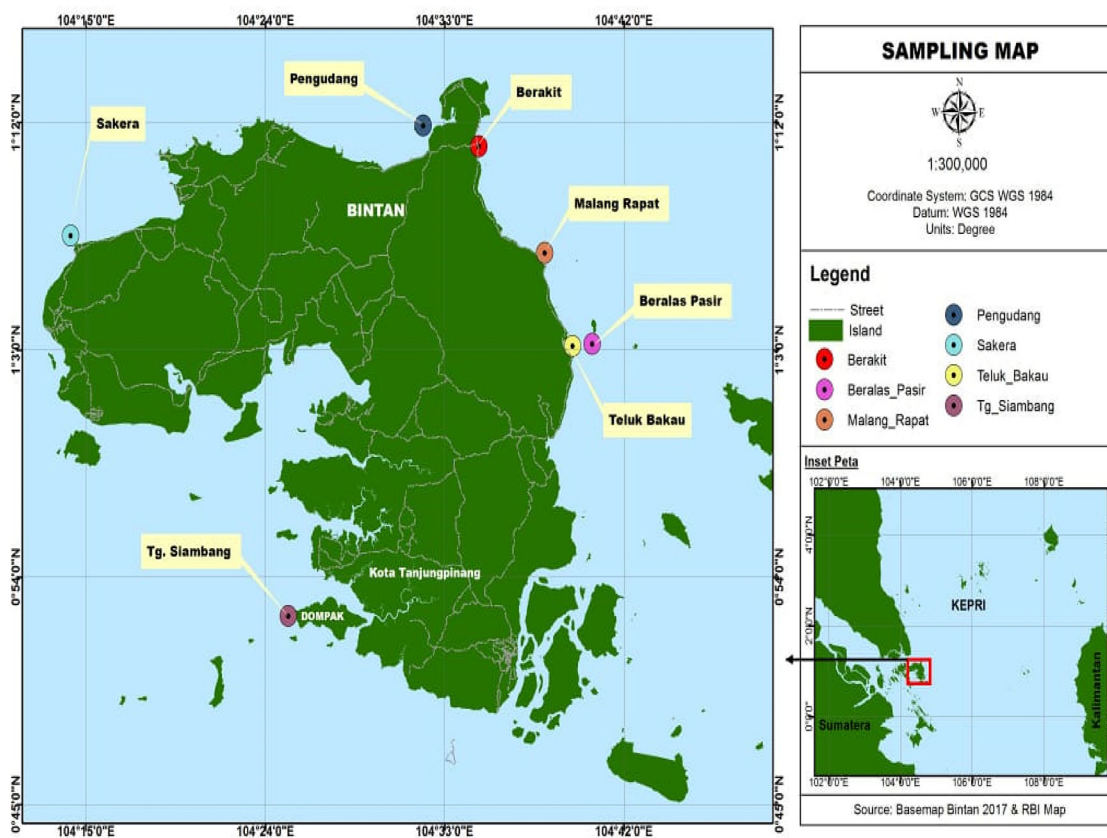 104°15'0"E
104°24'0"E
104°33'0"E
104°42'0"E
1°12'0"N
1°3'0"N
0°54'0"N
0°45'0"N
Pengudang
Berakit
Sakera
BINTAN
Malang Rapat
Beralas Pasir
Teluk Bakau
Tg. Siambang
Kota Tanjungpinang
DOMPAK
1°12'0"N
1°3'0"N
0°54'0"N
0°45'0"N
104°15'0"E
104°24'0"E
104°33'0"E
104°42'0"E
SAMPLING MAP
N
W E
S
1:300,000
Coordinate System: GCS WGS 1984
Datum: WGS 1984
Units: Degree
Legend
Street
Island
Berakit
Beralas_Pasir
Malang_Rapat
Pengudang
Sakera
Teluk_Bakau
Tg_Siambang
Inset Peta
102°0'0"E
104°0'0"E
106°0'0"E
108°0'0"E
4°0'0"N
2°0'0"N
0°0'0"
KEPRI
Kalimantan
Sumatera
102°0'0"E
104°0'0"E
106°0'0"E
108°0'0"E
Source: Basemap Bintan 2017 & RBI Map